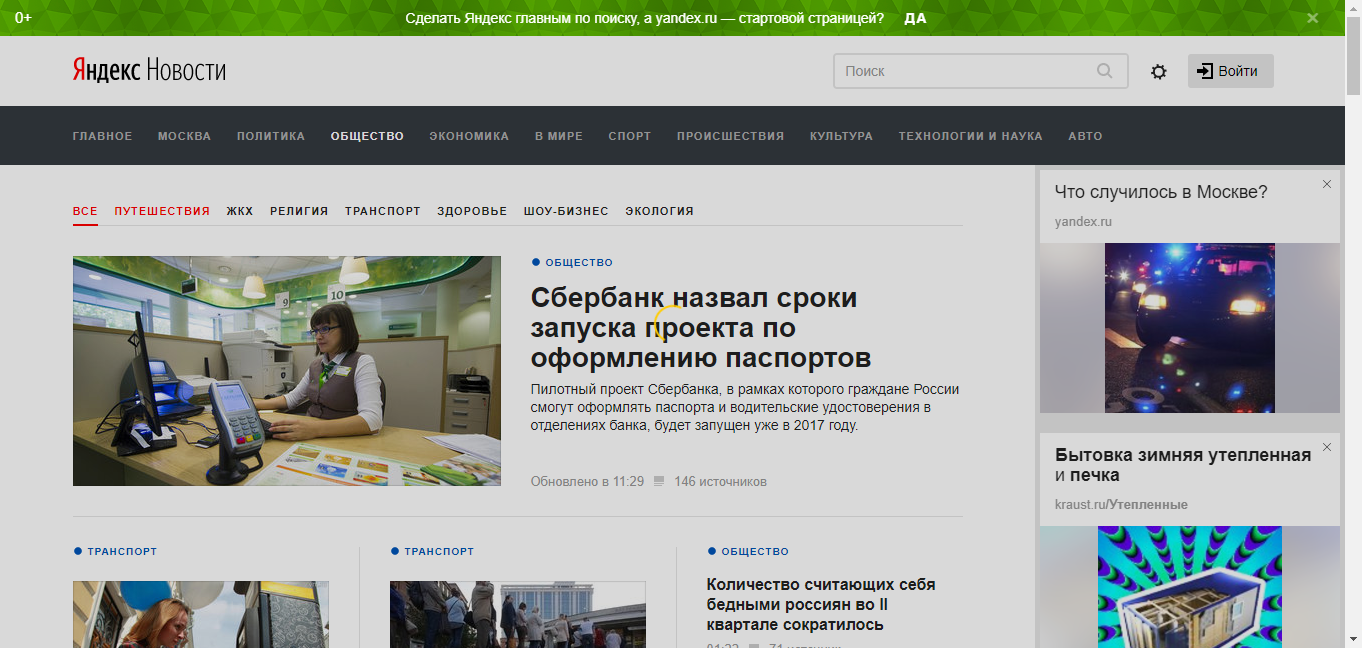 0+
Сделать Яндекс главным по поиску, а yandex.ru — стартовой страницей? ДА
Яндекс Новости
Поиск
Войти
ГЛАВНОЕ МОСКВА ПОЛИТИКА ОБЩЕСТВО ЭКОНОМИКА В МИРЕ СПОРТ ПРОИСШЕСТВИЯ КУЛЬТУРА ТЕХНОЛОГИИ И НАУКА АВТО
ВСЕ ПУТЕШЕСТВИЯ ЖКХ РЕЛИГИЯ ТРАНСПОРТ ЗДОРОВЬЕ ШОУ-БИЗНЕС ЭКОЛОГИЯ
9
10
ОБЩЕСТВО
Сбербанк назвал сроки
запуска проекта по
оформлению паспортов
Пилотный проект Сбербанка, в рамках которого граждане России
смогут оформлять паспорта и водительские удостоверения в
отделениях банка, будет запущен уже в 2017 году.
Обновлено в 11:29 146 источников
ТРАНСПОРТ
ТРАНСПОРТ
ОБЩЕСТВО
Количество считающих себя
бедными россиян во II
квартале сократилось
Что случилось в Москве?
yandex.ru
Бытовка зимняя утепленная
и печка
kraust.ru/Утепленные